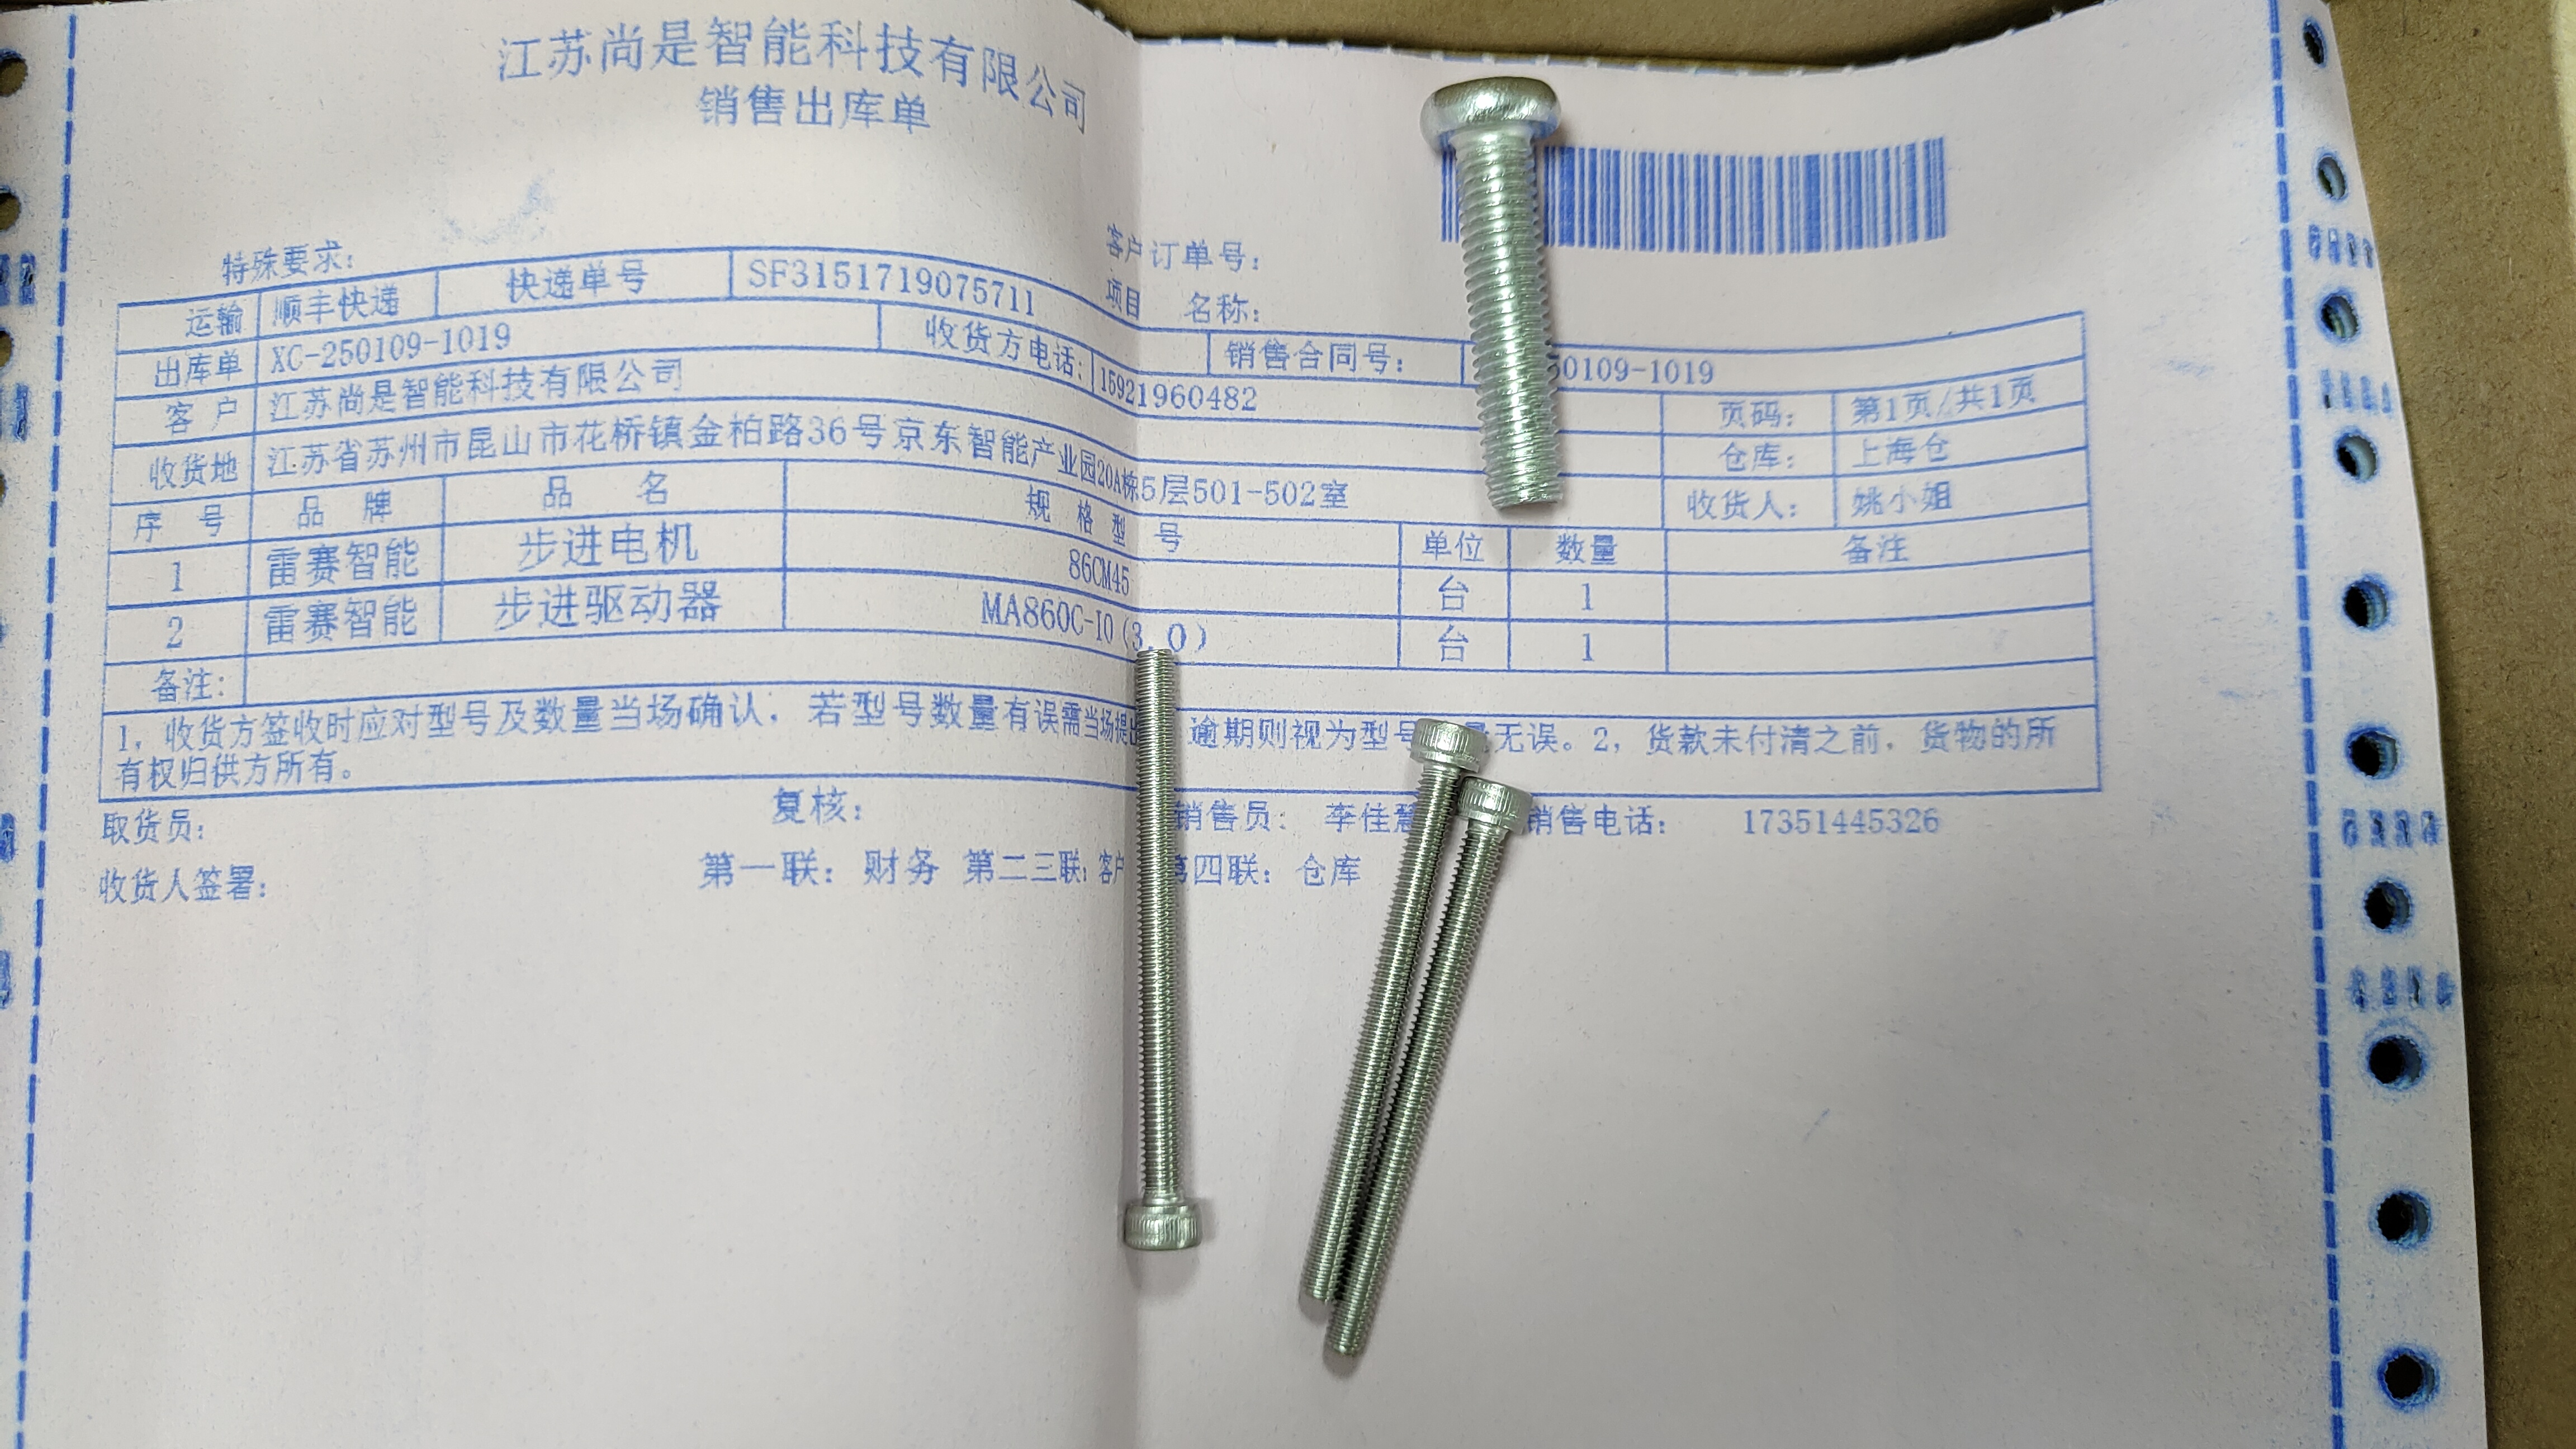 江苏尚是智能科技有限公司
销售出库单
特殊要求:
客户订单号:
项目 名称:
运输 顺丰快递 快递单号 SF3151719075711 销售合同号: 50109-1019
出库单 XC-250109-1019 收货方电话: 15921960482 页码: 第1页/共1页
客 户 江苏尚是智能科技有限公司 仓库: 上海仓
收货地 江苏省苏州市昆山市花桥镇金柏路36号京东智能产业园20A栋5层501-502室 收货人: 姚小姐
序 号 品 牌 品 名 规 格 型 号 单位 数量 备注
1 雷赛智能 步进电机 86CM45 台 1
2 雷赛智能 步进驱动器 MA860C-IO(3.0) 台 1
备注:
1, 收货方签收时应对型号及数量当场确认, 若型号数量有误需当场提出 逾期则视为型号 量无误。2, 货款未付清之前, 货物的所
有权归供方所有。
取货员: 复核: 销售员: 李佳慧 销售电话: 17351445326
收货人签署: 第一联: 财务 第二三联: 客户 第四联: 仓库